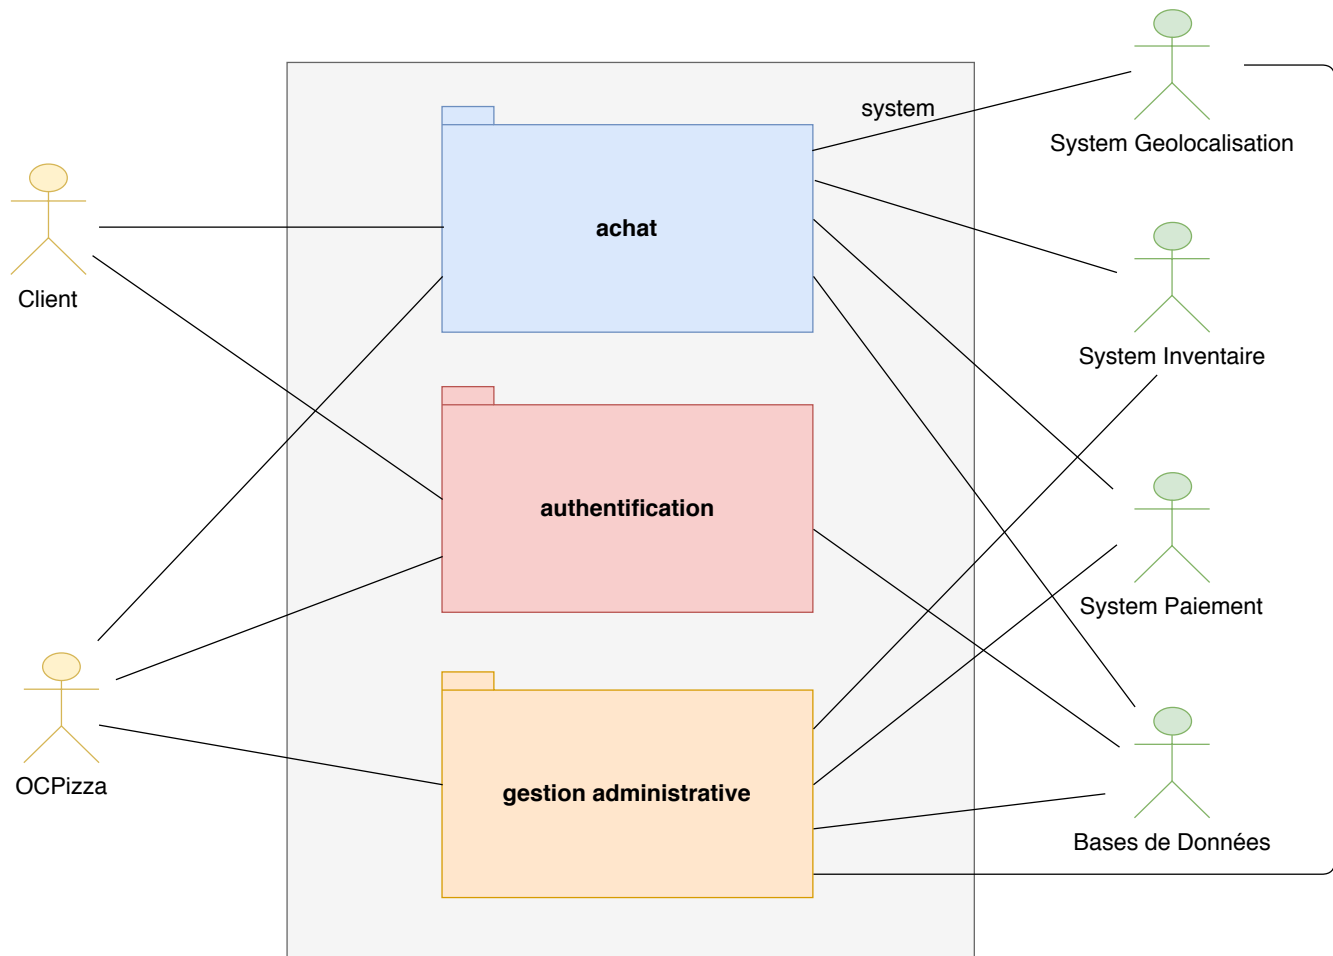 system
System Geolocalisation
achat
Client
System Inventaire
authentification
System Paiement
OCPizza
gestion administrative
Bases de Données